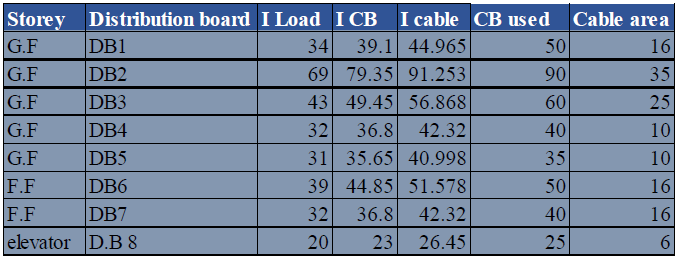 Storey Distribution board I Load I CB I cable CB used Cable area
G.F DB1 34 39.1 44.965 50 16
G.F DB2 69 79.35 91.253 90 35
G.F DB3 43 49.45 56.868 60 25
G.F DB4 32 36.8 42.32 40 10
G.F DB5 31 35.65 40.998 35 10
F.F DB6 39 44.85 51.578 50 16
F.F DB7 32 36.8 42.32 40 16
elevator D.B 8 20 23 26.45 25 6